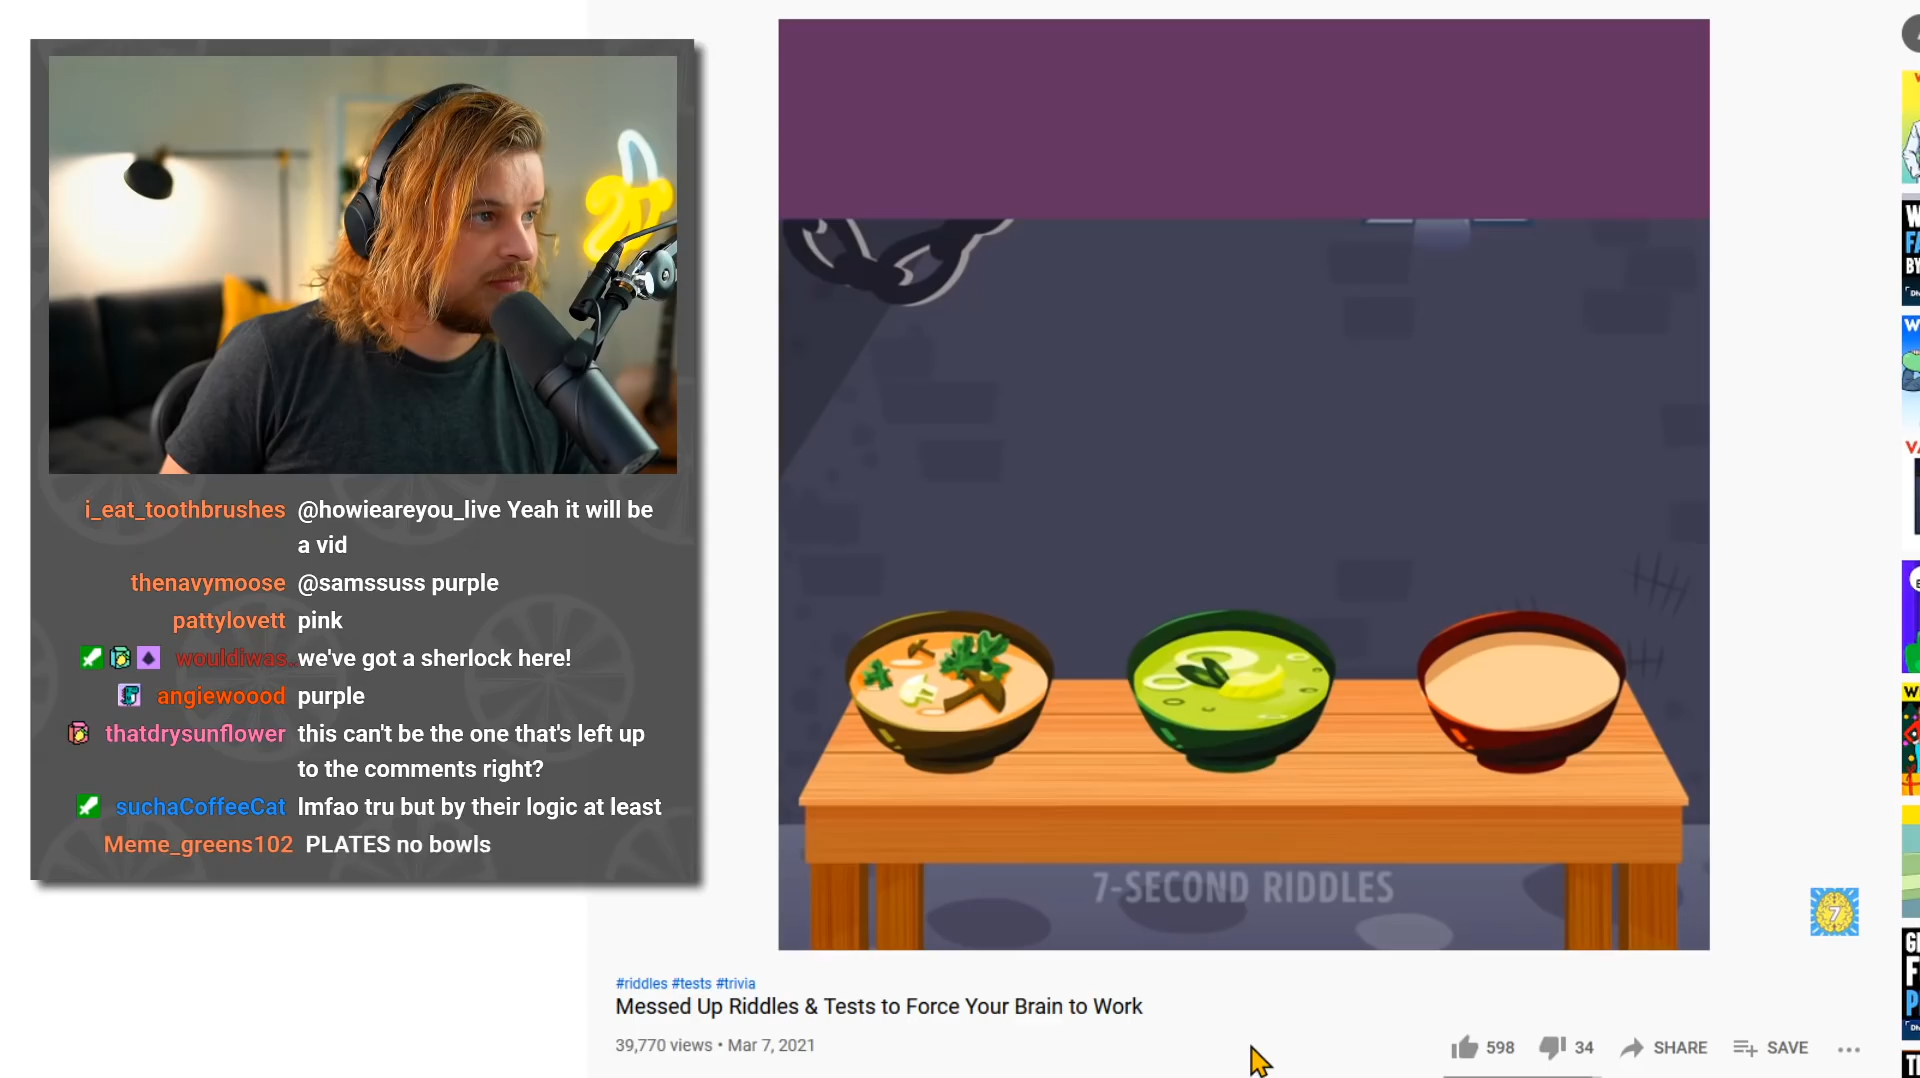 i_eat_toothbrushes @howieareyou_live Yeah it will be
a vid
thenavymoose @samssuss purple
pattylovett pink
wouldiwas.. we've got a sherlock here!
angiewoood purple
thatdrysunflower this can't be the one that's left up
to the comments right?
suchaCoffeeCat lmfao tru but by their logic at least
Meme_greens102 PLATES no bowls
7-SECOND RIDDLES
7
#riddles #tests #trivia
Messed Up Riddles & Tests to Force Your Brain to Work
39,770 views • Mar 7, 2021
598 34 SHARE SAVE